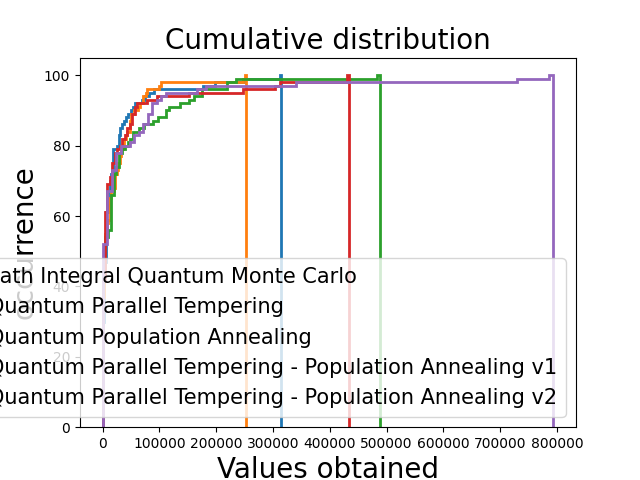 Cumulative distribution
100
80
60
40
20
0
occurrence
ath Integral Quantum Monte Carlo
Quantum Parallel Tempering
Quantum Population Annealing
Quantum Parallel Tempering - Population Annealing v1
Quantum Parallel Tempering - Population Annealing v2
0 100000 200000 300000 400000 500000 600000 700000 800000
Values obtained